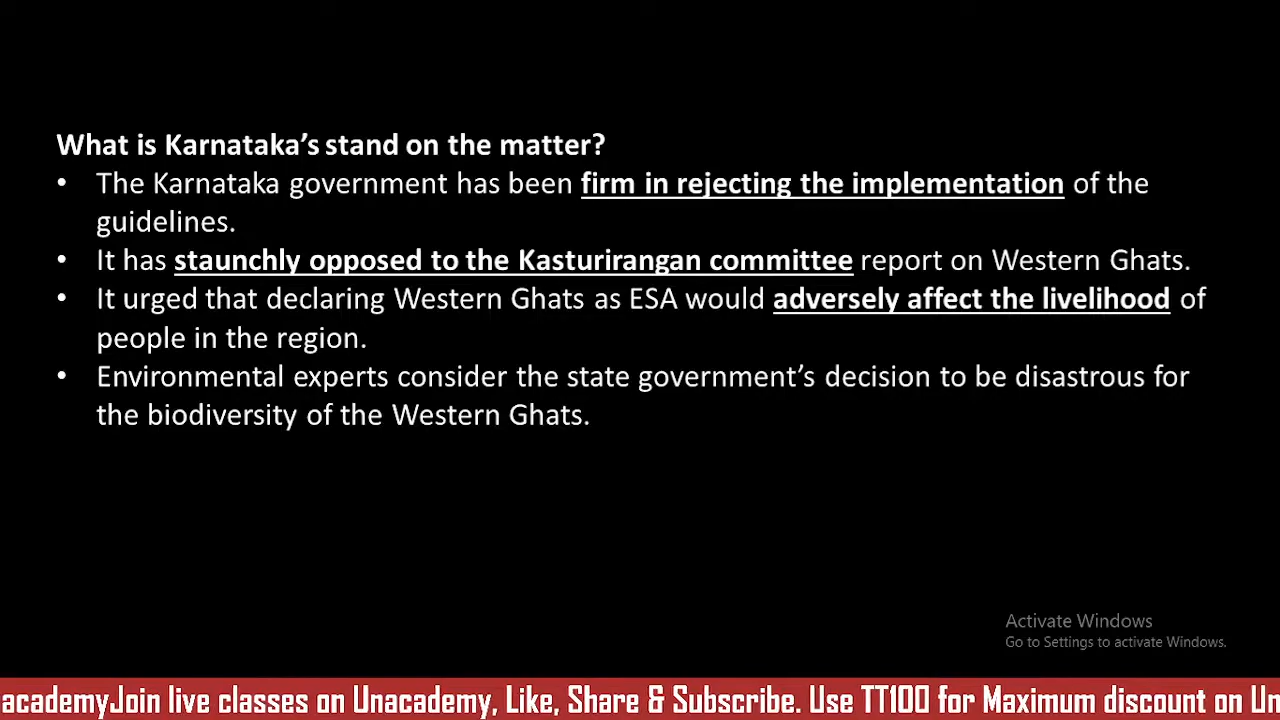 What is Karnataka’s stand on the matter?
• The Karnataka government has been firm in rejecting the implementation of the
guidelines.
• It has staunchly opposed to the Kasturirangan committee report on Western Ghats.
• It urged that declaring Western Ghats as ESA would adversely affect the livelihood of
people in the region.
• Environmental experts consider the state government’s decision to be disastrous for
the biodiversity of the Western Ghats.
Activate Windows
Go to Settings to activate Windows.
academyJoin live classes on Unacademy, Like, Share & Subscribe. Use TT100 for Maximum discount on Un